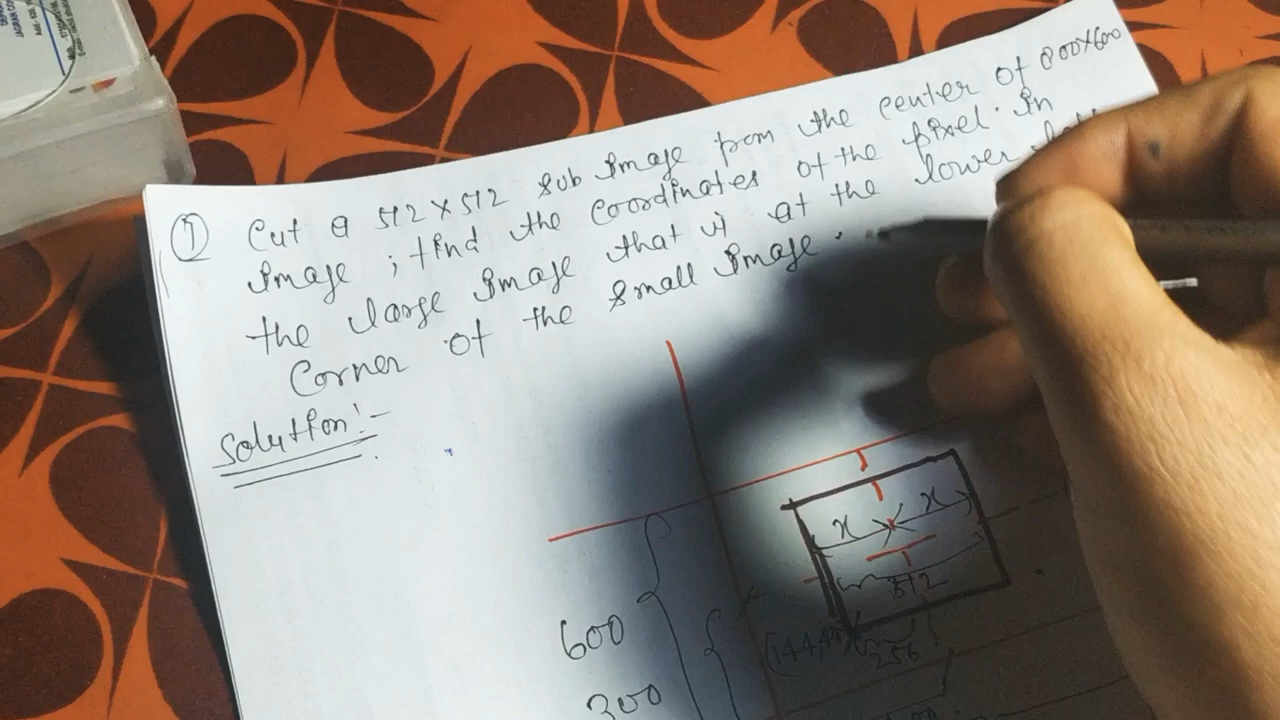 ① Cut a 512 × 512 sub Image from the center of 800×600
Image ; find the coordinates of the pixel in
the large Image that is at the lower
Corner of the small Image.
Solution:-
x x
512
256
600
300